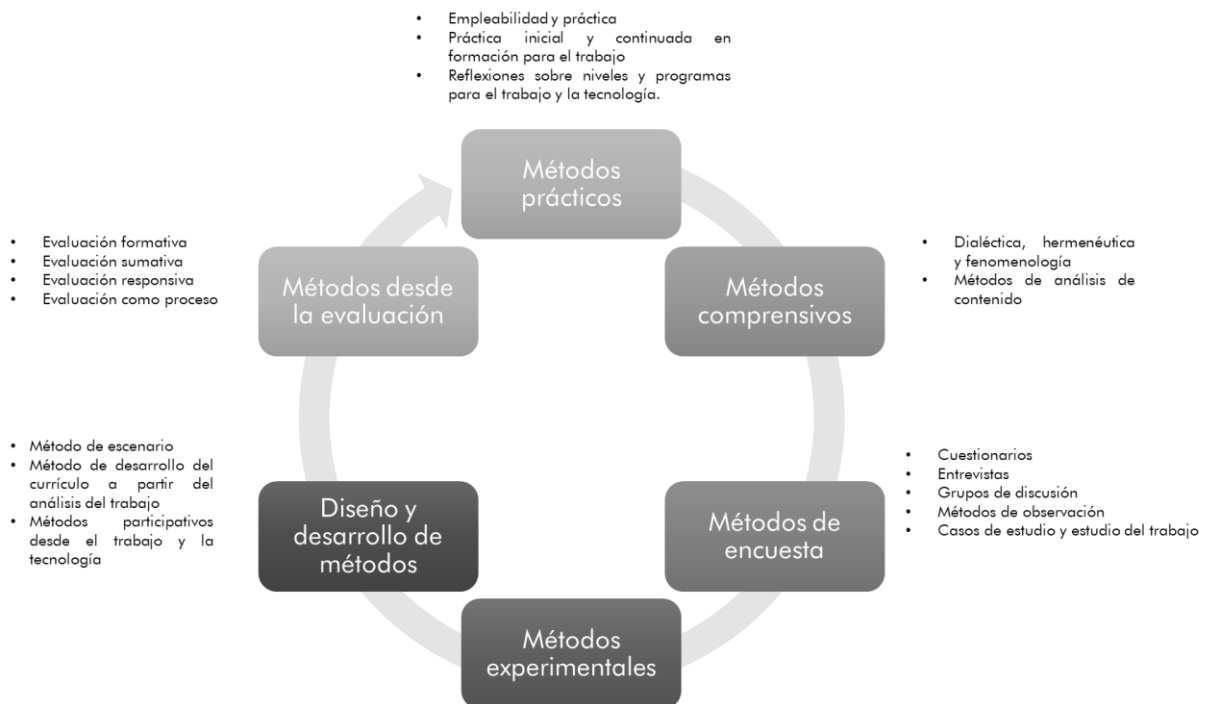 • Empleabilidad y práctica
• Práctica inicial y continuada en
formación para el trabajo
• Reflexiones sobre niveles y programas
para el trabajo y la tecnología.
Métodos
prácticos
• Dialéctica, hermenéutica
y fenomenología
• Métodos de análisis de
contenido
Métodos
comprensivos
• Cuestionarios
• Entrevistas
• Grupos de discusión
• Métodos de observación
• Casos de estudio y estudio del trabajo
Métodos de
encuesta
Métodos
experimentales
• Método de escenario
• Método de desarrollo del
currículo a partir del
análisis del trabajo
• Métodos participativos
desde el trabajo y la
tecnología
Diseño y
desarrollo de
métodos
• Evaluación formativa
• Evaluación sumativa
• Evaluación responsiva
• Evaluación como proceso
Métodos desde
la evaluación